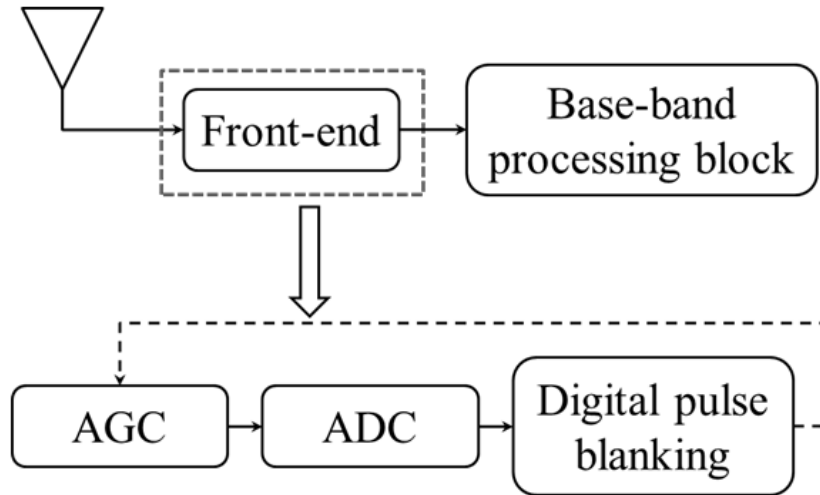 Front-end
Base-band
processing block
AGC
ADC
Digital pulse
blanking